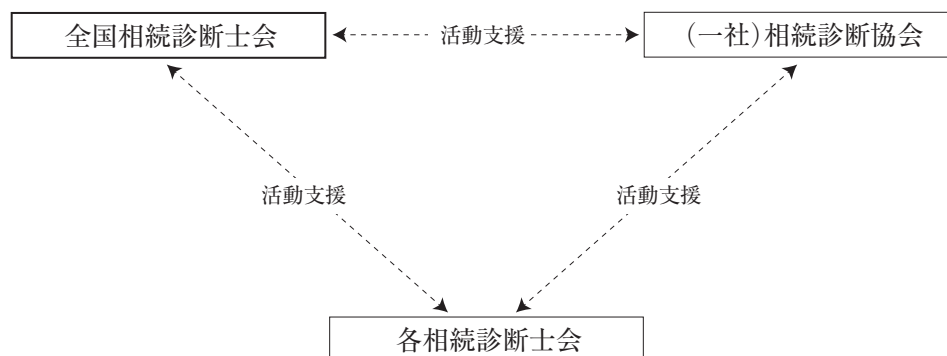 全国相続診断士会
活動支援
(一社)相続診断協会
活動支援
活動支援
各相続診断士会